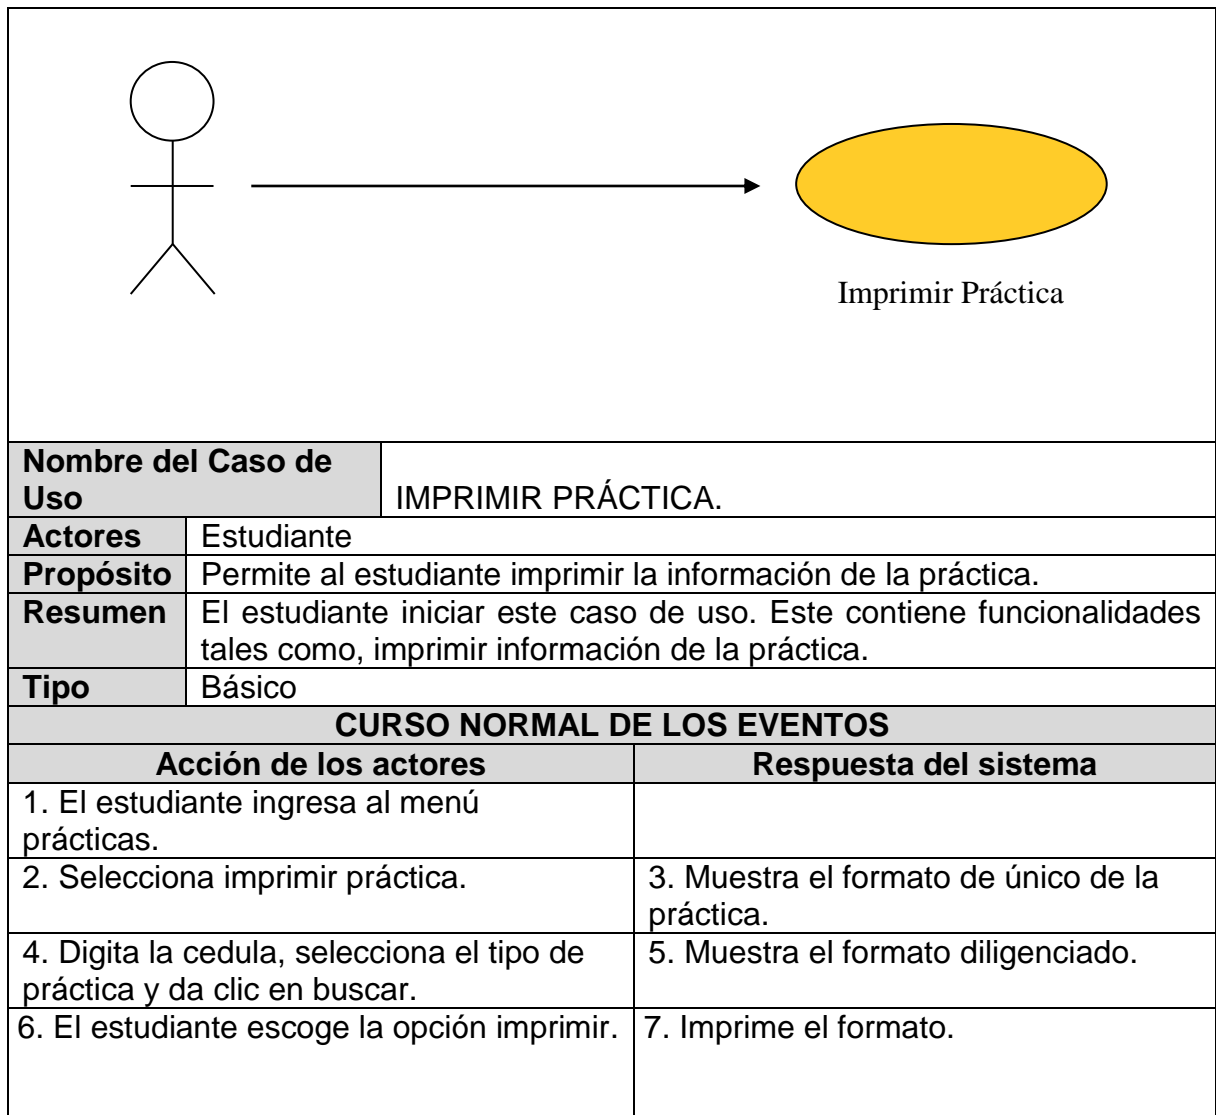 Imprimir Práctica
Nombre del Caso de
Uso
IMPRIMIR PRÁCTICA.
Actores
Estudiante
Propósito
Permite al estudiante imprimir la información de la práctica.
Resumen
El estudiante iniciar este caso de uso. Este contiene funcionalidades
tales como, imprimir información de la práctica.
Tipo
Básico
CURSO NORMAL DE LOS EVENTOS
Acción de los actores
Respuesta del sistema
1. El estudiante ingresa al menú
prácticas.
2. Selecciona imprimir práctica.
3. Muestra el formato de único de la
práctica.
4. Digita la cedula, selecciona el tipo de
práctica y da clic en buscar.
5. Muestra el formato diligenciado.
6. El estudiante escoge la opción imprimir.
7. Imprime el formato.